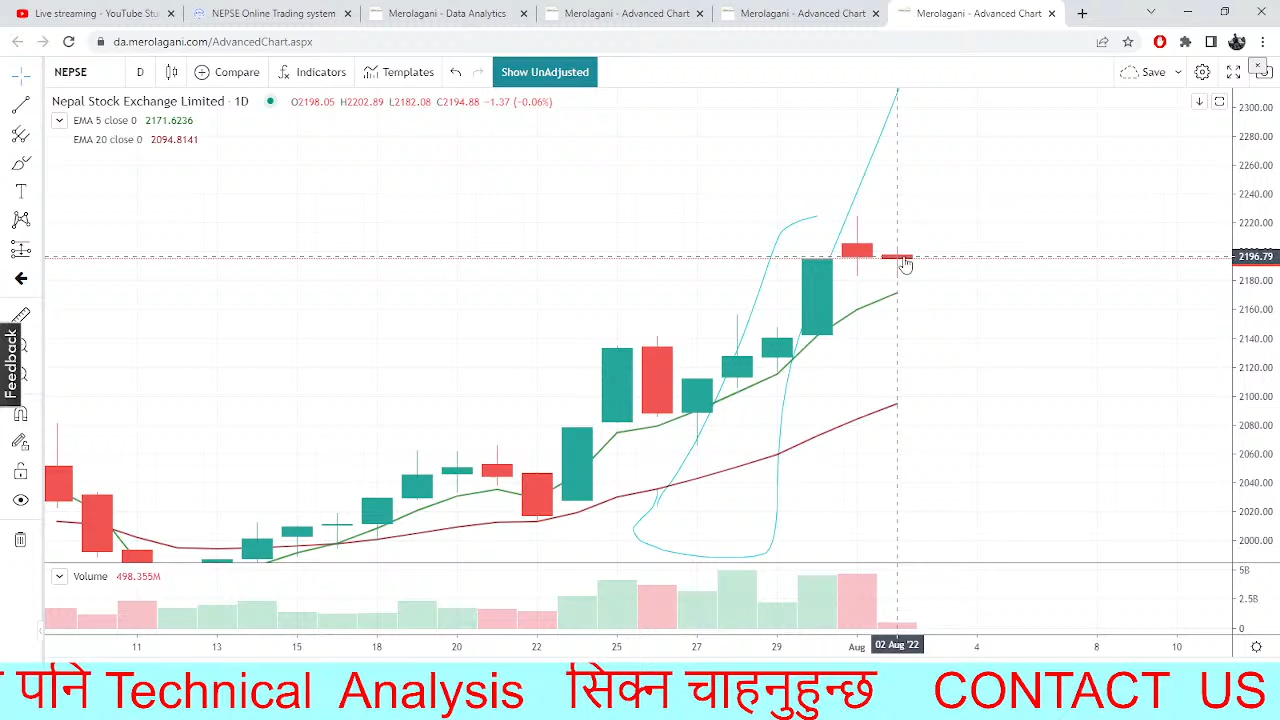 Live streaming - YouTube Stu
NEPSE Online Trading system
Merolagani - Data Analytics
Merolagani - Advanced Chart
Merolagani - Advanced Chart
Merolagani - Advanced Chart
da.merolagani.com/AdvancedChart.aspx
NEPSE D Compare Indicators Templates Show UnAdjusted Save
Nepal Stock Exchange Limited · 1D O2198.05 H2202.89 L2182.08 C2194.88 −1.37 (−0.06%)
EMA 5 close 0 2171.6236
EMA 20 close 0 2094.8141
2300.00
2280.00
2260.00
2240.00
2220.00
2196.79
2180.00
2160.00
2140.00
2120.00
2100.00
2080.00
2060.00
2040.00
2020.00
2000.00
Feedback
Volume 498.355M
5B
2.5B
0
11 13 15 18 20 22 25 27 29 Aug 02 Aug '22 4 8 10
पनि Technical Analysis सिक्न चाहनुहुन्छ CONTACT US